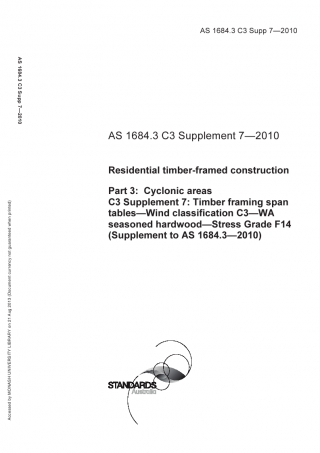 AS 1684.3 C3 Supp 7—2010
AS 1684.3 C3 Supp 7—2010
AS 1684.3 C3 Supplement 7—2010
Residential timber-framed construction
Part 3: Cyclonic areas
C3 Supplement 7: Timber framing span
tables—Wind classification C3—WA
seasoned hardwood—Stress Grade F14
(Supplement to AS 1684.3—2010)
Accessed by MONASH UNIVERSITY LIBRARY on 21 Aug 2010 (Document currency not guaranteed when printed)
STANDARDS
Australia